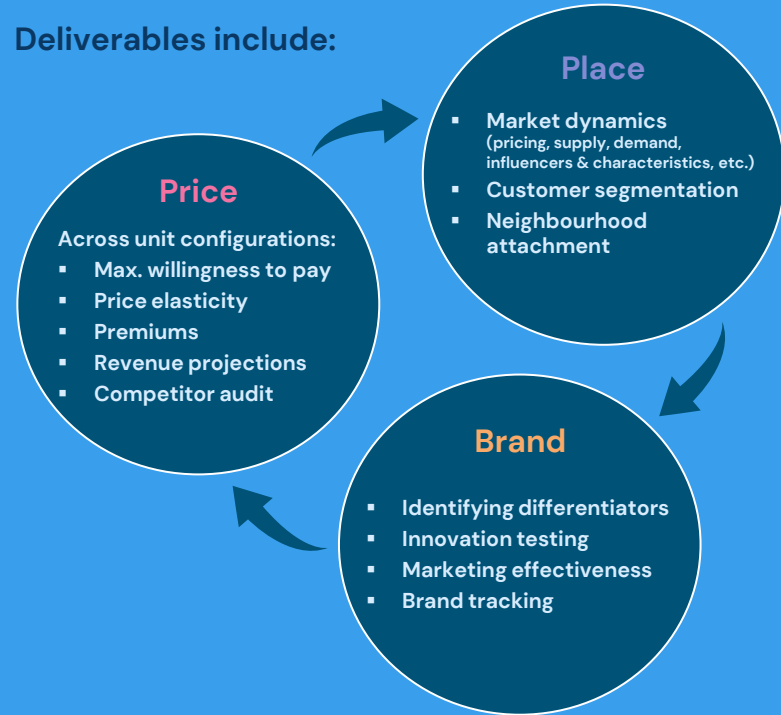 Deliverables include:
Price
Across unit configurations:
▪ Max. willingness to pay
▪ Price elasticity
▪ Premiums
▪ Revenue projections
▪ Competitor audit
Place
▪ Market dynamics
(pricing, supply, demand,
influencers & characteristics, etc.)
▪ Customer segmentation
▪ Neighbourhood
attachment
Brand
▪ Identifying differentiators
▪ Innovation testing
▪ Marketing effectiveness
▪ Brand tracking